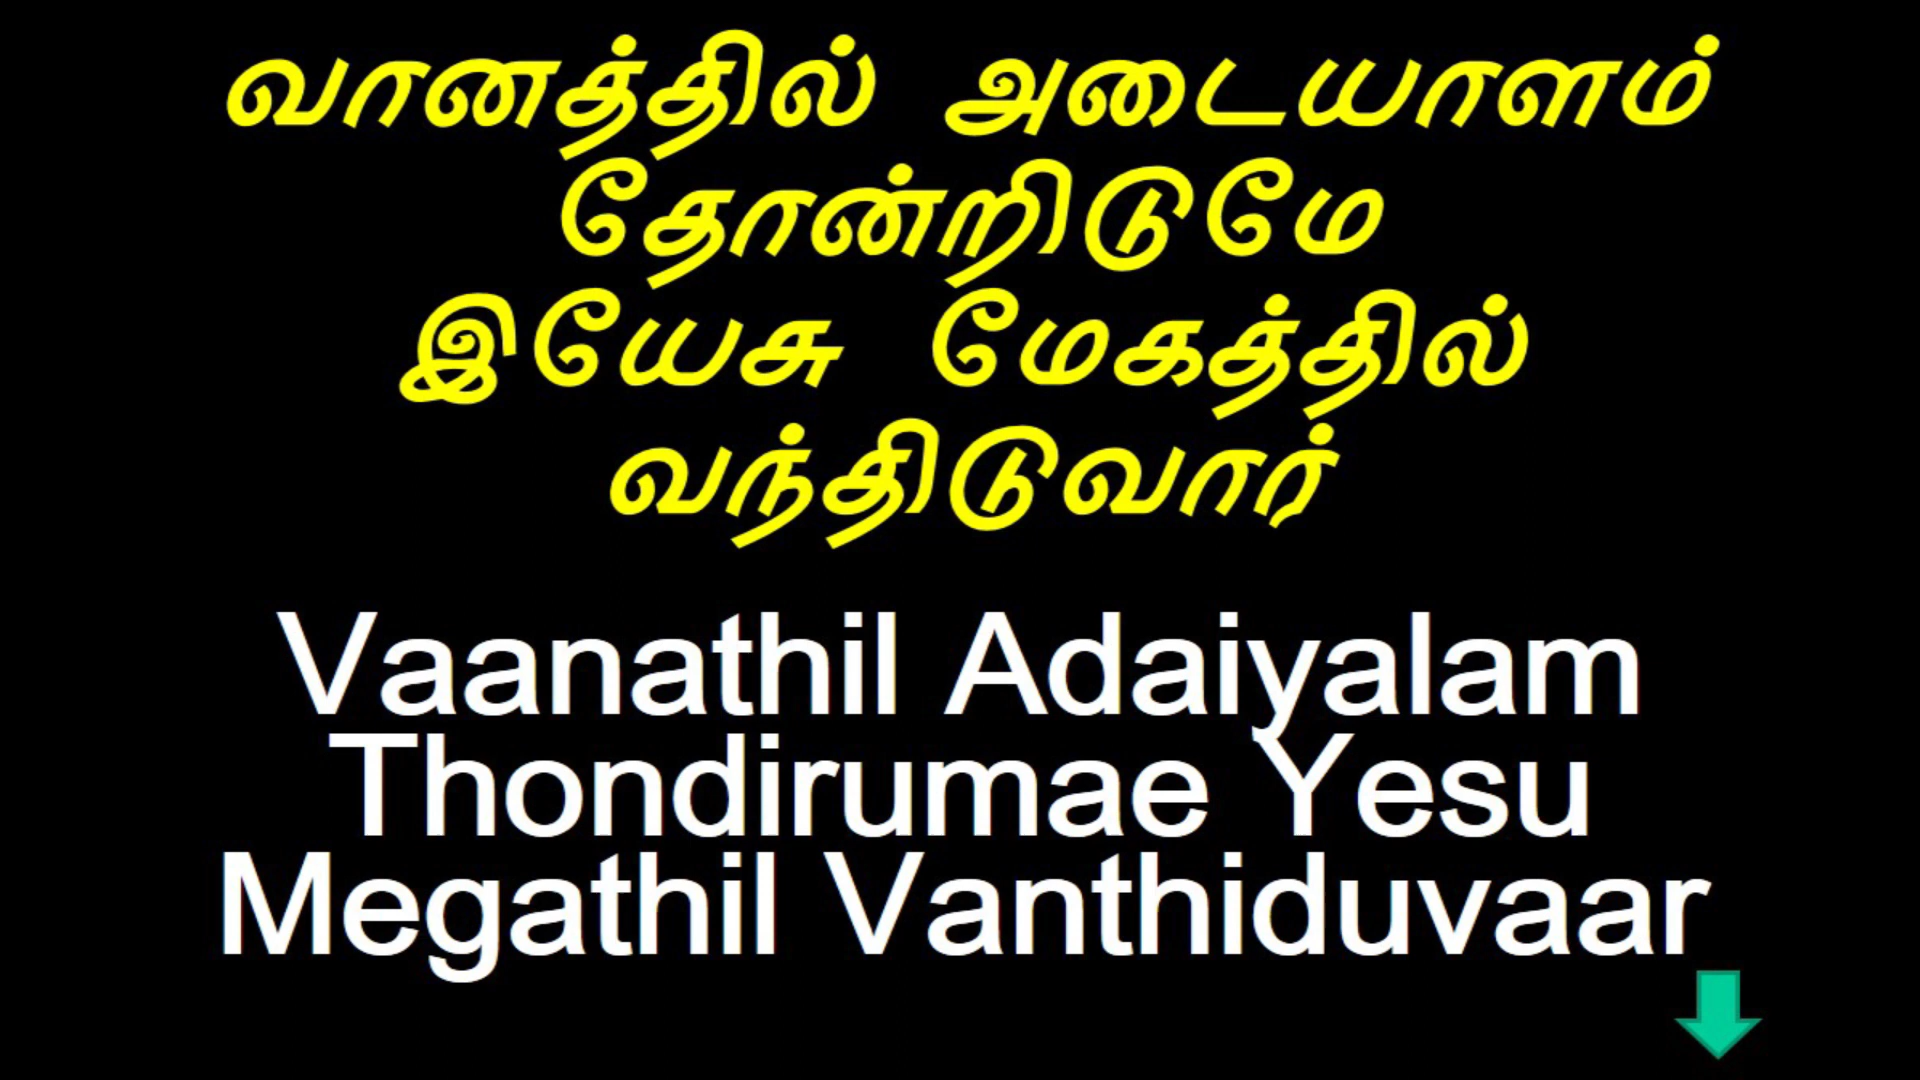 வானத்தில் அடையாளம்
தோன்றிடுமே
இயேசு மேகத்தில்
வந்திடுவார்
Vaanathil Adaiyalam
Thondirumae Yesu
Megathil Vanthiduvaar